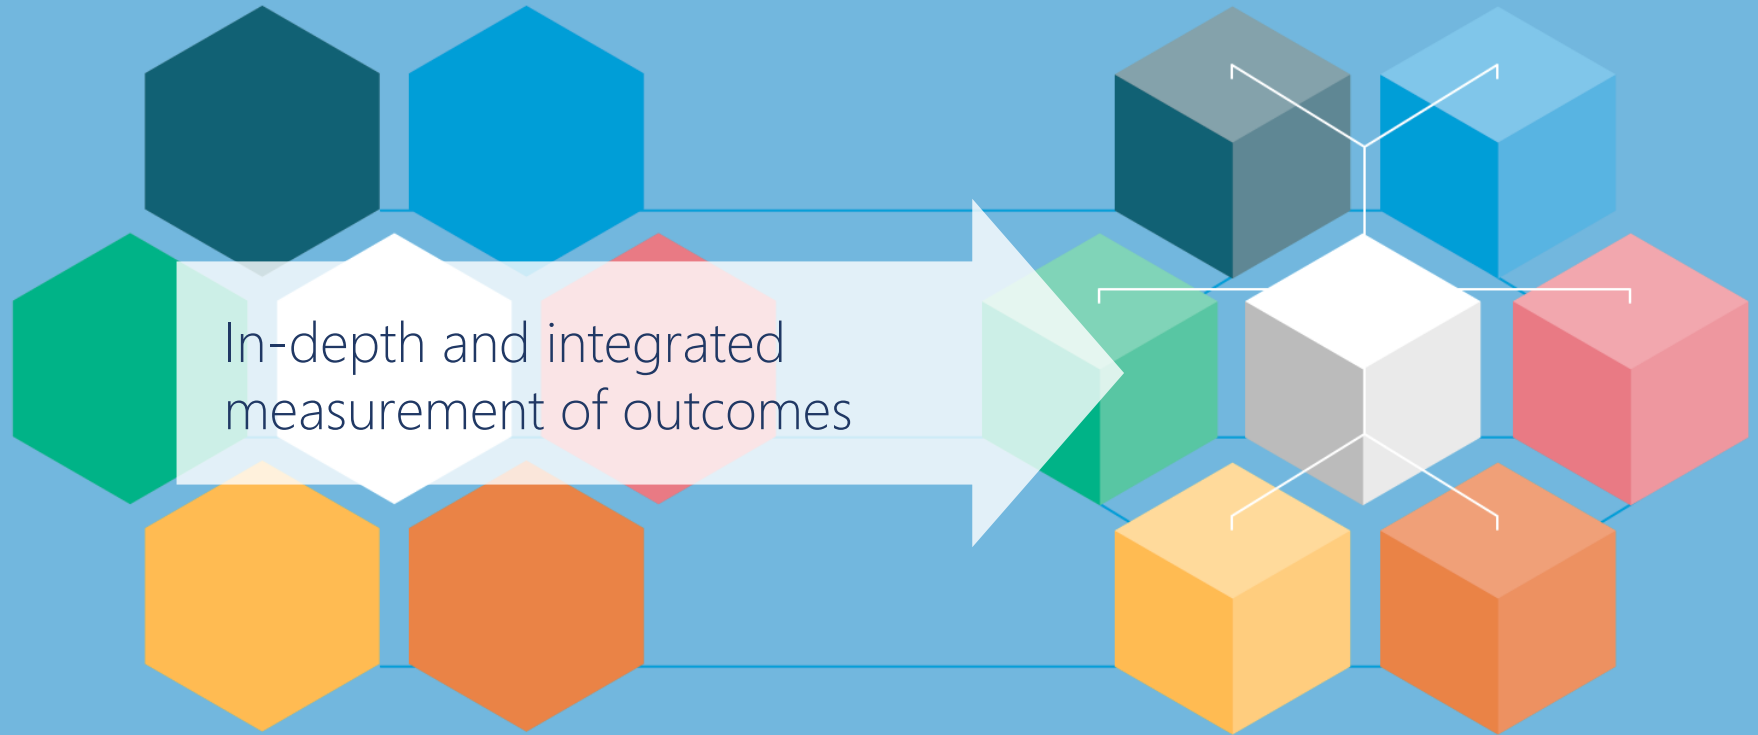 In-depth and integrated
measurement of outcomes